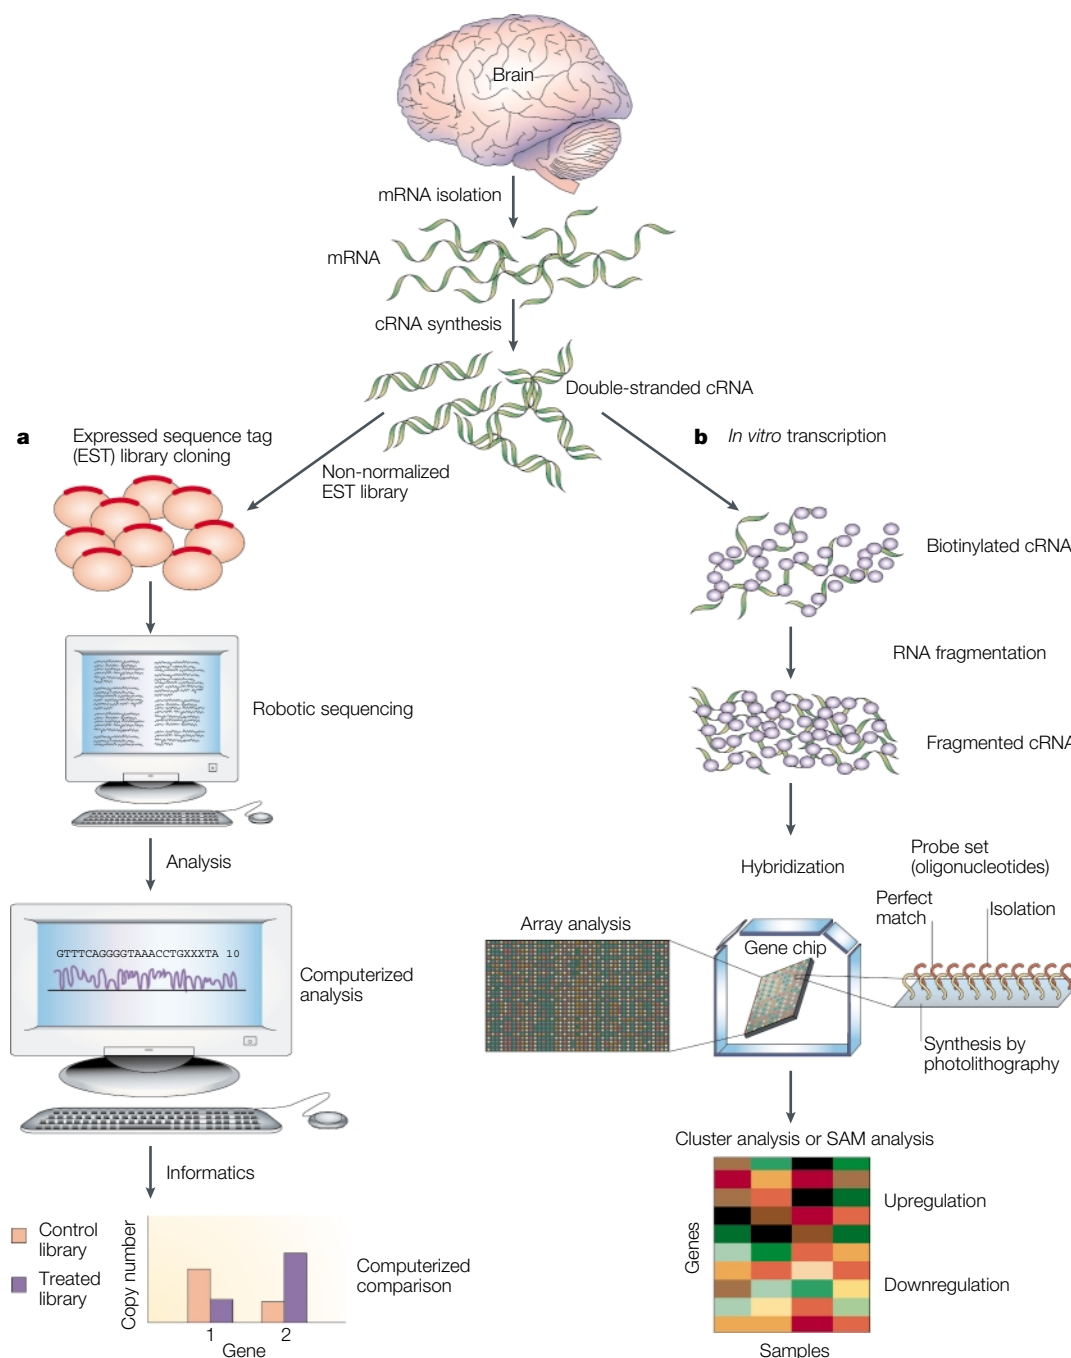 Brain
mRNA isolation
mRNA
cRNA synthesis
Double-stranded cRNA
a
Expressed sequence tag
(EST) library cloning
Non-normalized
EST library
b In vitro transcription
Biotinylated cRNA
RNA fragmentation
Robotic sequencing
Fragmented cRNA
Analysis
Hybridization
Probe set
(oligonucleotides)
Perfect
match
Isolation
Array analysis
Gene chip
GTTTCAGGGGTAAACCTGXXXTA 10
Computerized
analysis
Synthesis by
photolithography
Cluster analysis or SAM analysis
Informatics
Upregulation
Genes
Downregulation
Samples
Control
library
Treated
library
Copy number
Computerized
comparison
1 2
Gene